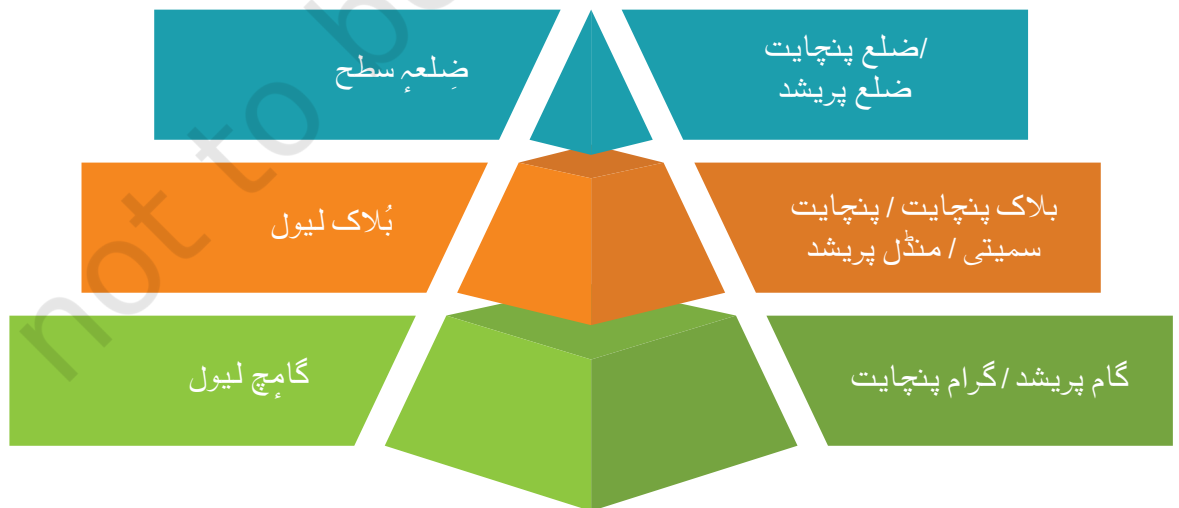 ضلع پنچایت/
ضلع پریشد
ضِلعہٕ سطح
بلاک پنچایت / پنچایت
سمیتی / منڈل پریشد
بُلاک لیول
گام پریشد / گرام پنچایت
گامٕچ لیول
not to be